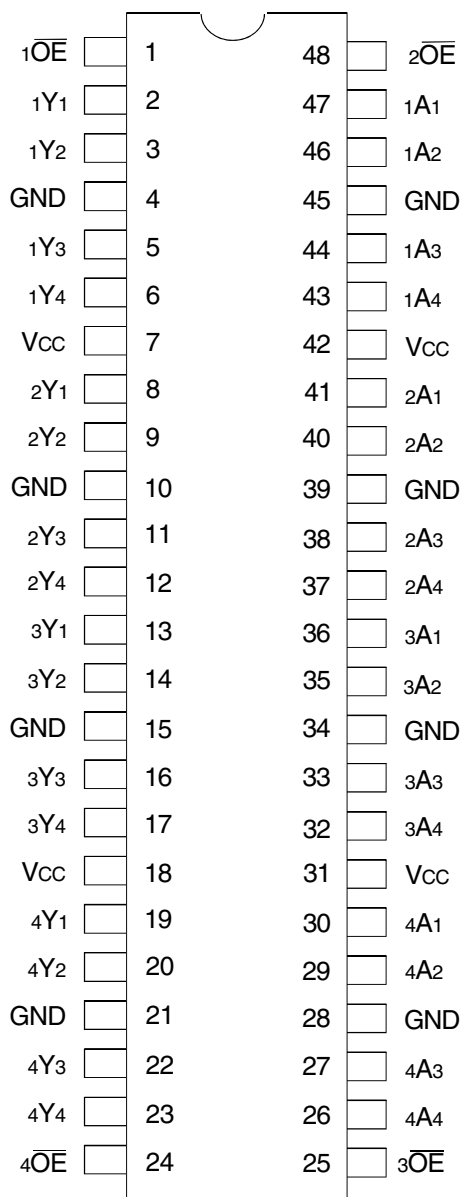 1OE 1 48 2OE
1Y1 2 47 1A1
1Y2 3 46 1A2
GND 4 45 GND
1Y3 5 44 1A3
1Y4 6 43 1A4
VCC 7 42 VCC
2Y1 8 41 2A1
2Y2 9 40 2A2
GND 10 39 GND
2Y3 11 38 2A3
2Y4 12 37 2A4
3Y1 13 36 3A1
3Y2 14 35 3A2
GND 15 34 GND
3Y3 16 33 3A3
3Y4 17 32 3A4
VCC 18 31 VCC
4Y1 19 30 4A1
4Y2 20 29 4A2
GND 21 28 GND
4Y3 22 27 4A3
4Y4 23 26 4A4
4OE 24 25 3OE